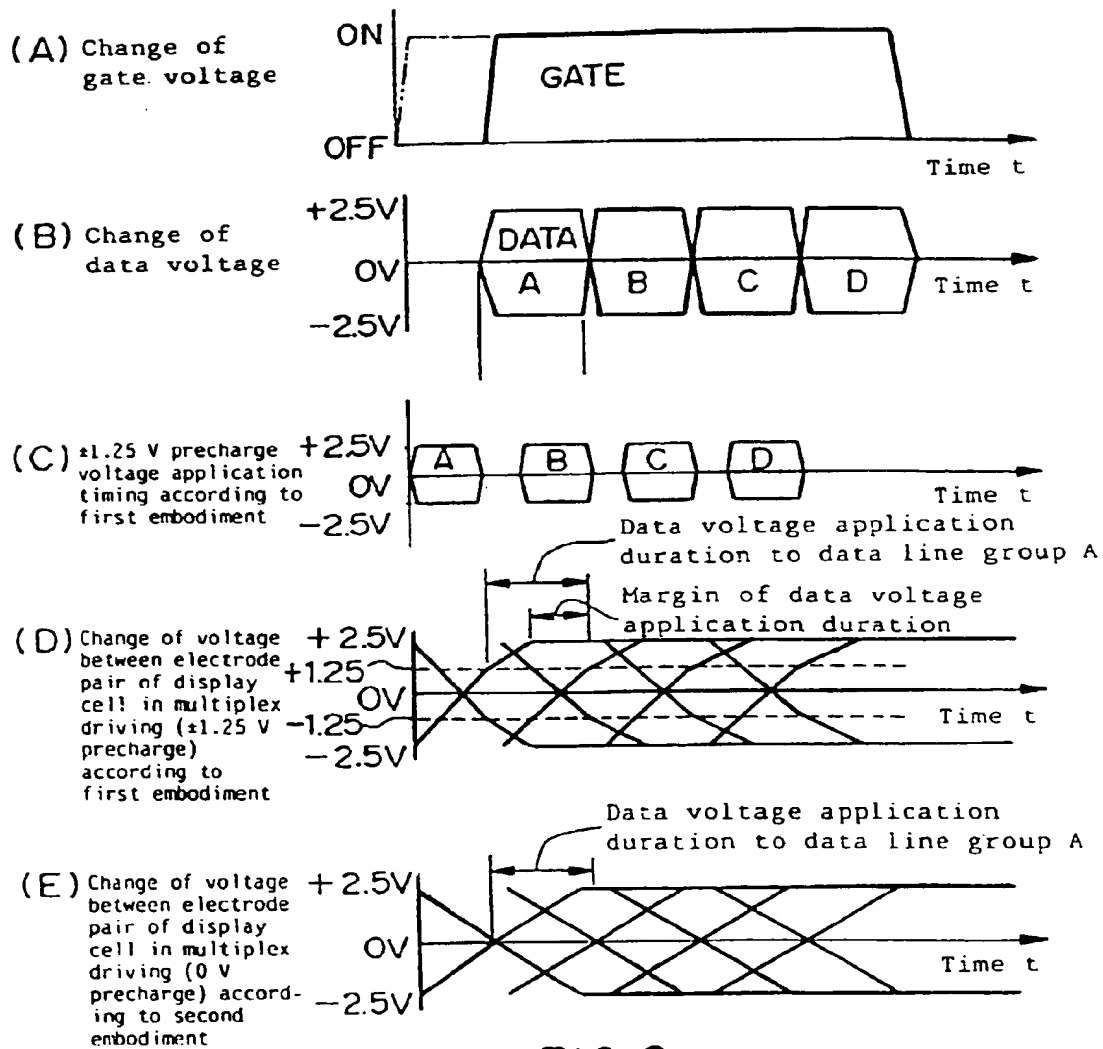 (A) Change of
gate voltage
ON
GATE
OFF
Time t
(B) Change of
data voltage
+2.5V
DATA
0V
A
B
C
D
Time t
−2.5V
(C) ±1.25 V precharge
voltage application
timing according to
first embodiment
+2.5V
A
B
C
D
0V
Time t
−2.5V
Data voltage application
duration to data line group A
Margin of data voltage
application duration
(D) Change of voltage
between electrode
pair of display
cell in multiplex
driving (±1.25 V
precharge)
according to
first embodiment
+2.5V
+1.25
0V
−1.25
−2.5V
Time t
Data voltage application
duration to data line group A
(E) Change of voltage
between electrode
pair of display
cell in multiplex
driving (0 V
precharge) accord-
ing to second
embodiment
+2.5V
0V
−2.5V
Time t